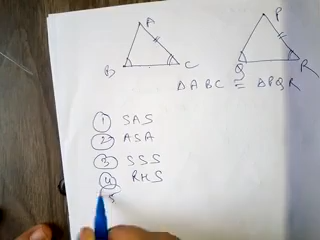 A
P
B
C
Q
R
ΔABC ≅ ΔPQR
① SAS
② ASA
③ SSS
④ RHS
5